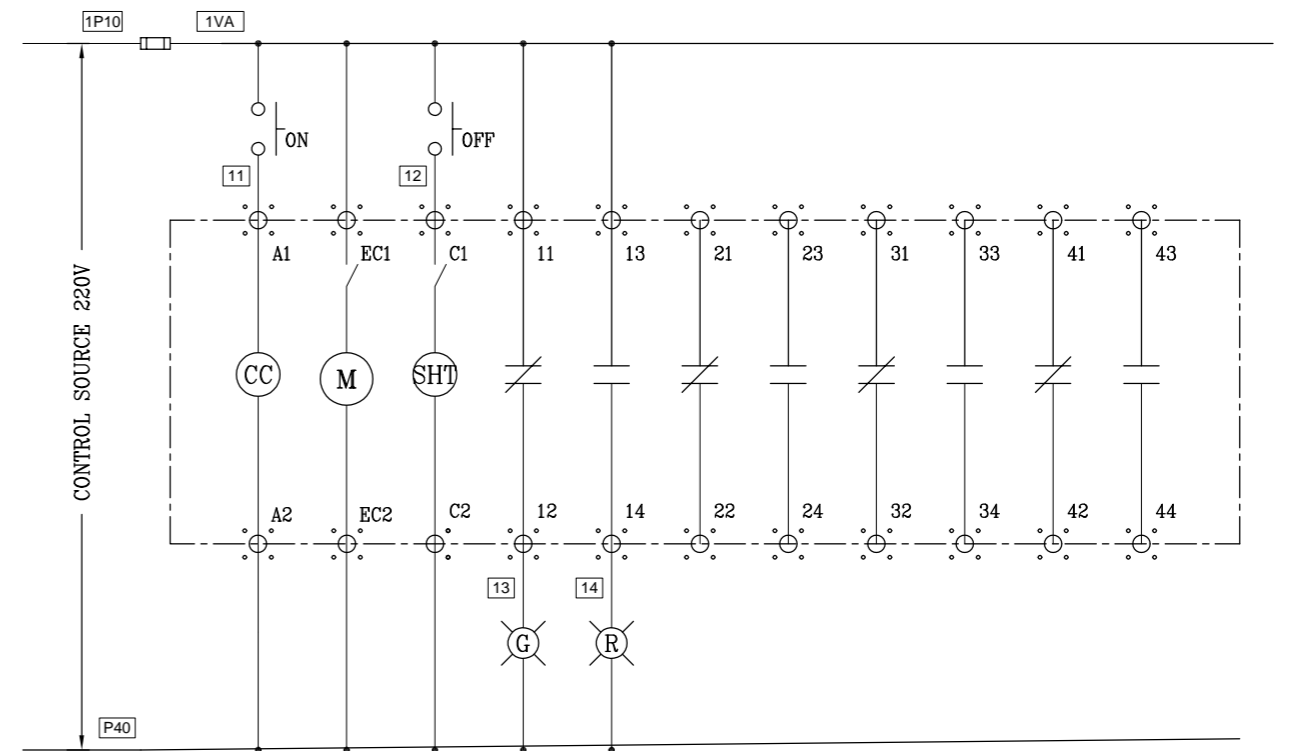 1P10 1VA
ON OFF
11 12
A1 EC1 C1 11 13 21 23 31 33 41 43
CONTROL SOURCE 220V
CC M SHT
A2 EC2 C2 12 14 22 24 32 34 42 44
13 14
G R
P40